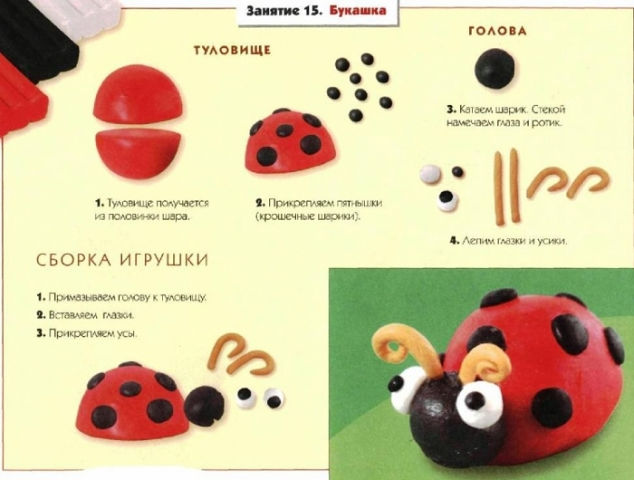 Занятие 15. Букашка
ТУЛОВИЩЕ
ГОЛОВА
3. Катаем шарик. Стекой
намечаем глаза и ротик.
1. Туловище получается
из половинки шара.
2. Прикрепляем пятнышки
(крошечные шарики).
4. Лепим глазки и усики.
СБОРКА ИГРУШКИ
1. Примазываем голову к туловищу.
2. Вставляем глазки.
3. Прикрепляем усы.